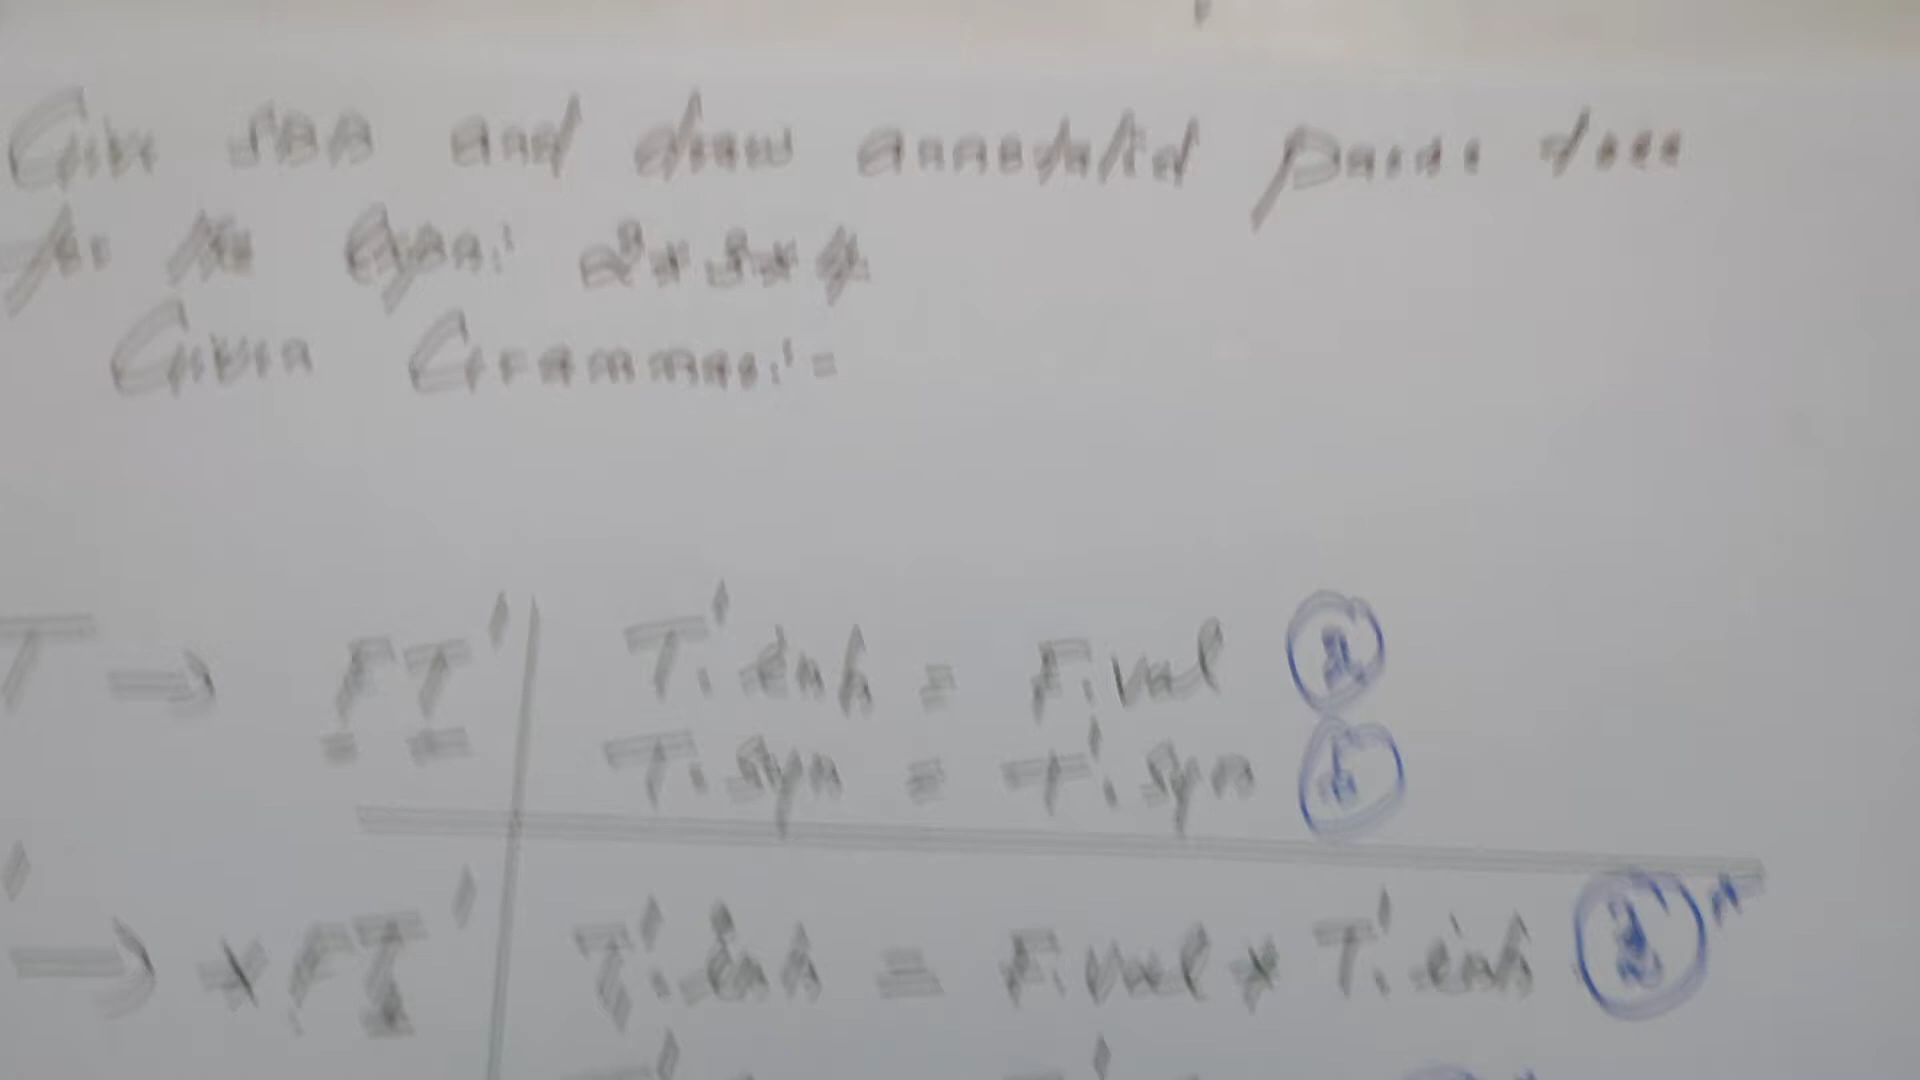 Give SDD and draw annotated parse tree
for the Expn:' 2*3*4
Given Grammar:'=
T → FT' T'.inh = F.val a
T.syn = T'.syn b
' → *FT' T'.inh = F.val * T'.inh